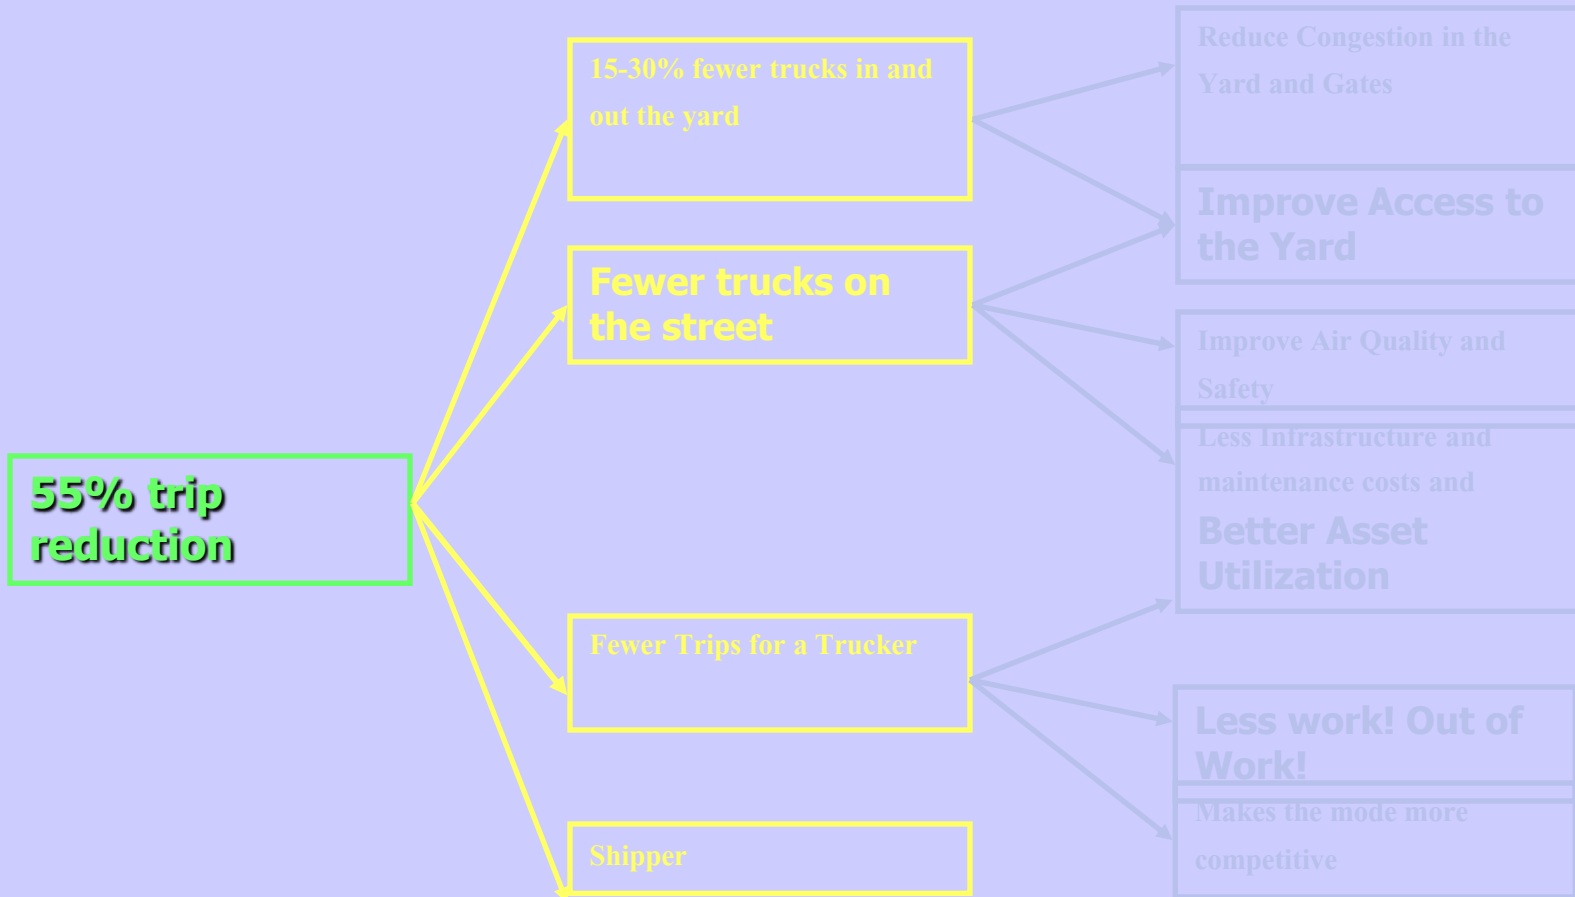 55% trip
reduction
15-30% fewer trucks in and
out the yard
Fewer trucks on
the street
Fewer Trips for a Trucker
Shipper
Reduce Congestion in the
Yard and Gates
Improve Access to
the Yard
Improve Air Quality and
Safety
Less Infrastructure and
maintenance costs and
Better Asset
Utilization
Less work! Out of
Work!
Makes the mode more
competitive